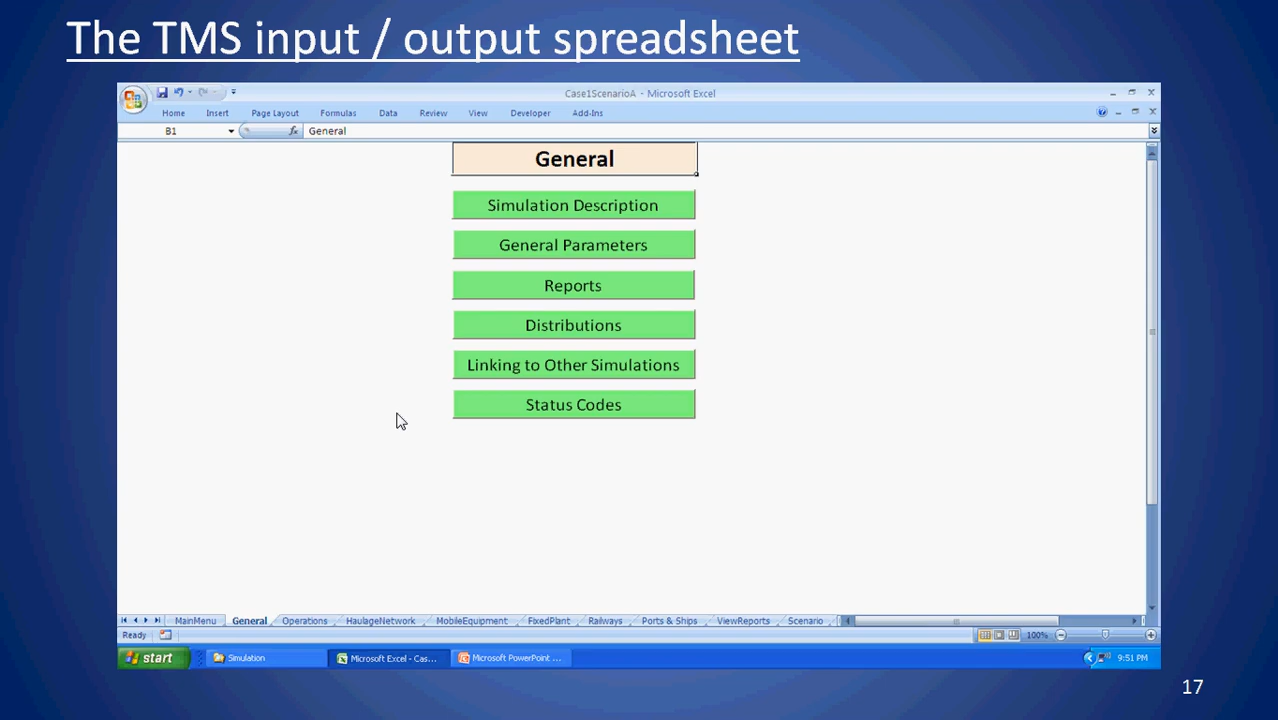 The TMS input / output spreadsheet
Case1ScenarioA - Microsoft Excel
Home Insert Page Layout Formulas Data Review View Developer Add-Ins
B1 fx General
General
Simulation Description
General Parameters
Reports
Distributions
Linking to Other Simulations
Status Codes
MainMenu General Operations HaulageNetwork MobileEquipment FixedPlant Railways Ports & Ships ViewReports Scenario
Ready 100%
start Simulation Microsoft Excel - Cas... Microsoft PowerPoint ... 9:51 PM
17